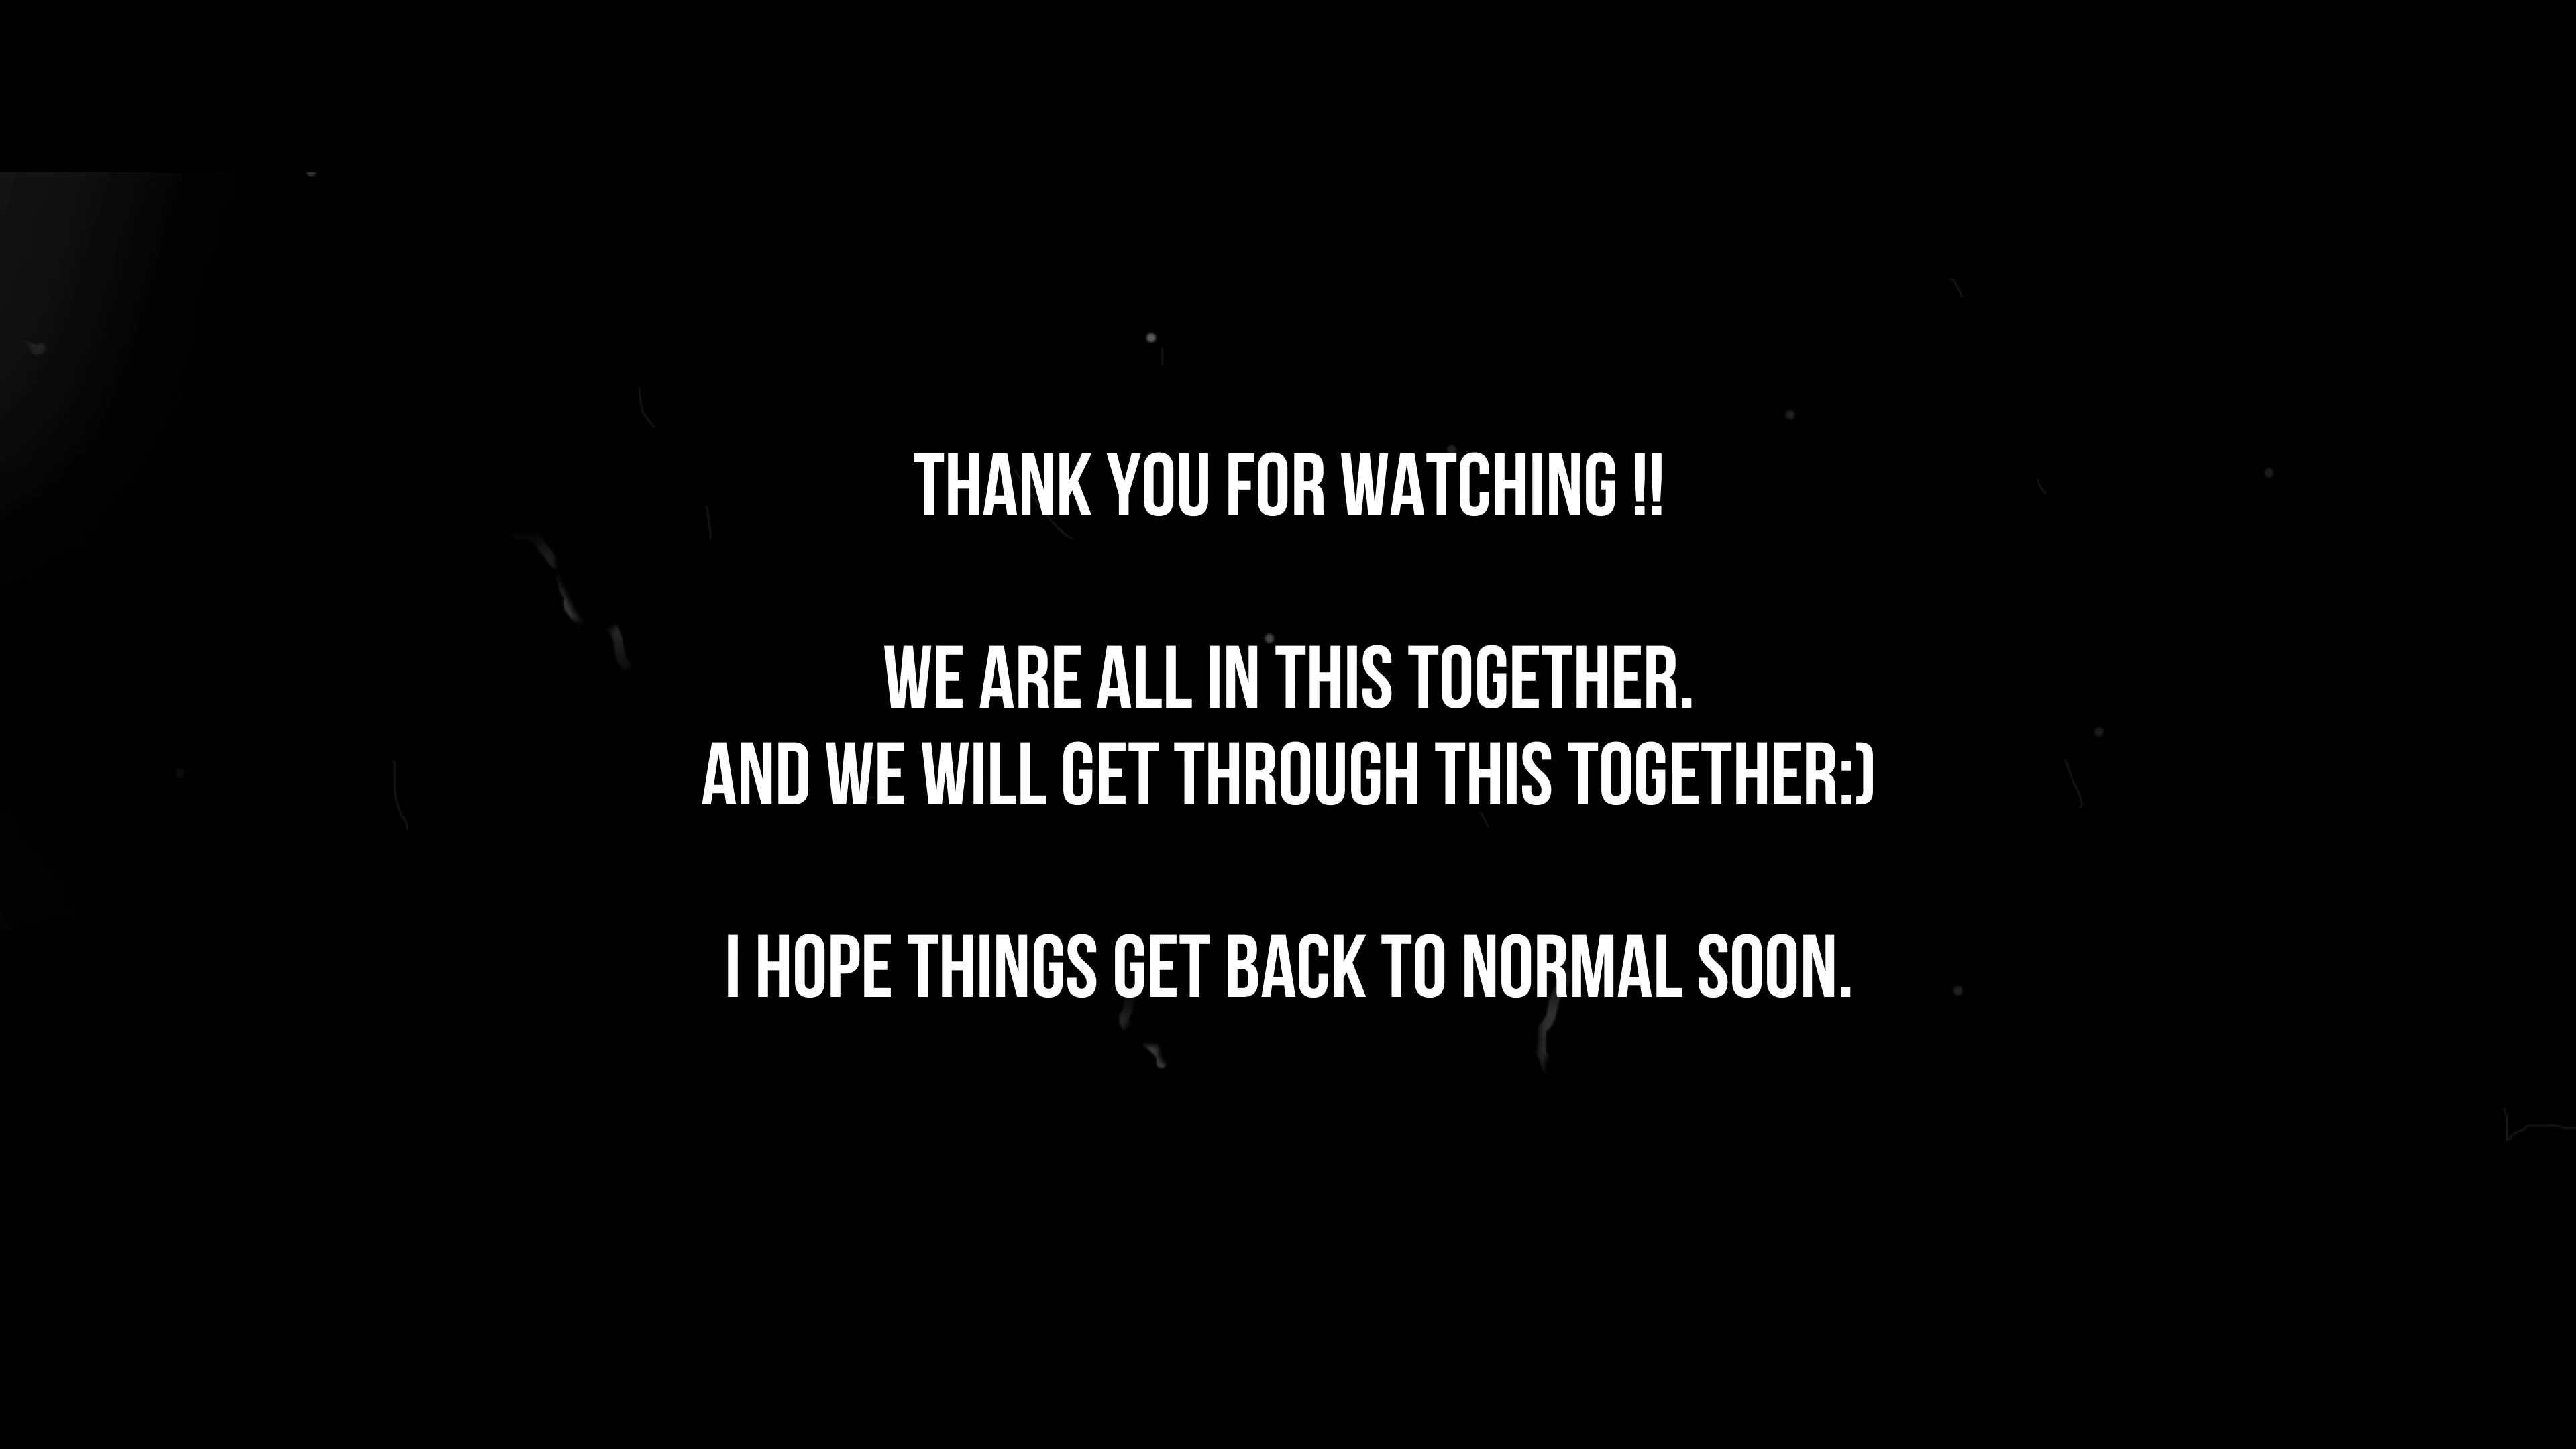 THANK YOU FOR WATCHING !!
WE ARE ALL IN THIS TOGETHER.
AND WE WILL GET THROUGH THIS TOGETHER:)
I HOPE THINGS GET BACK TO NORMAL SOON.